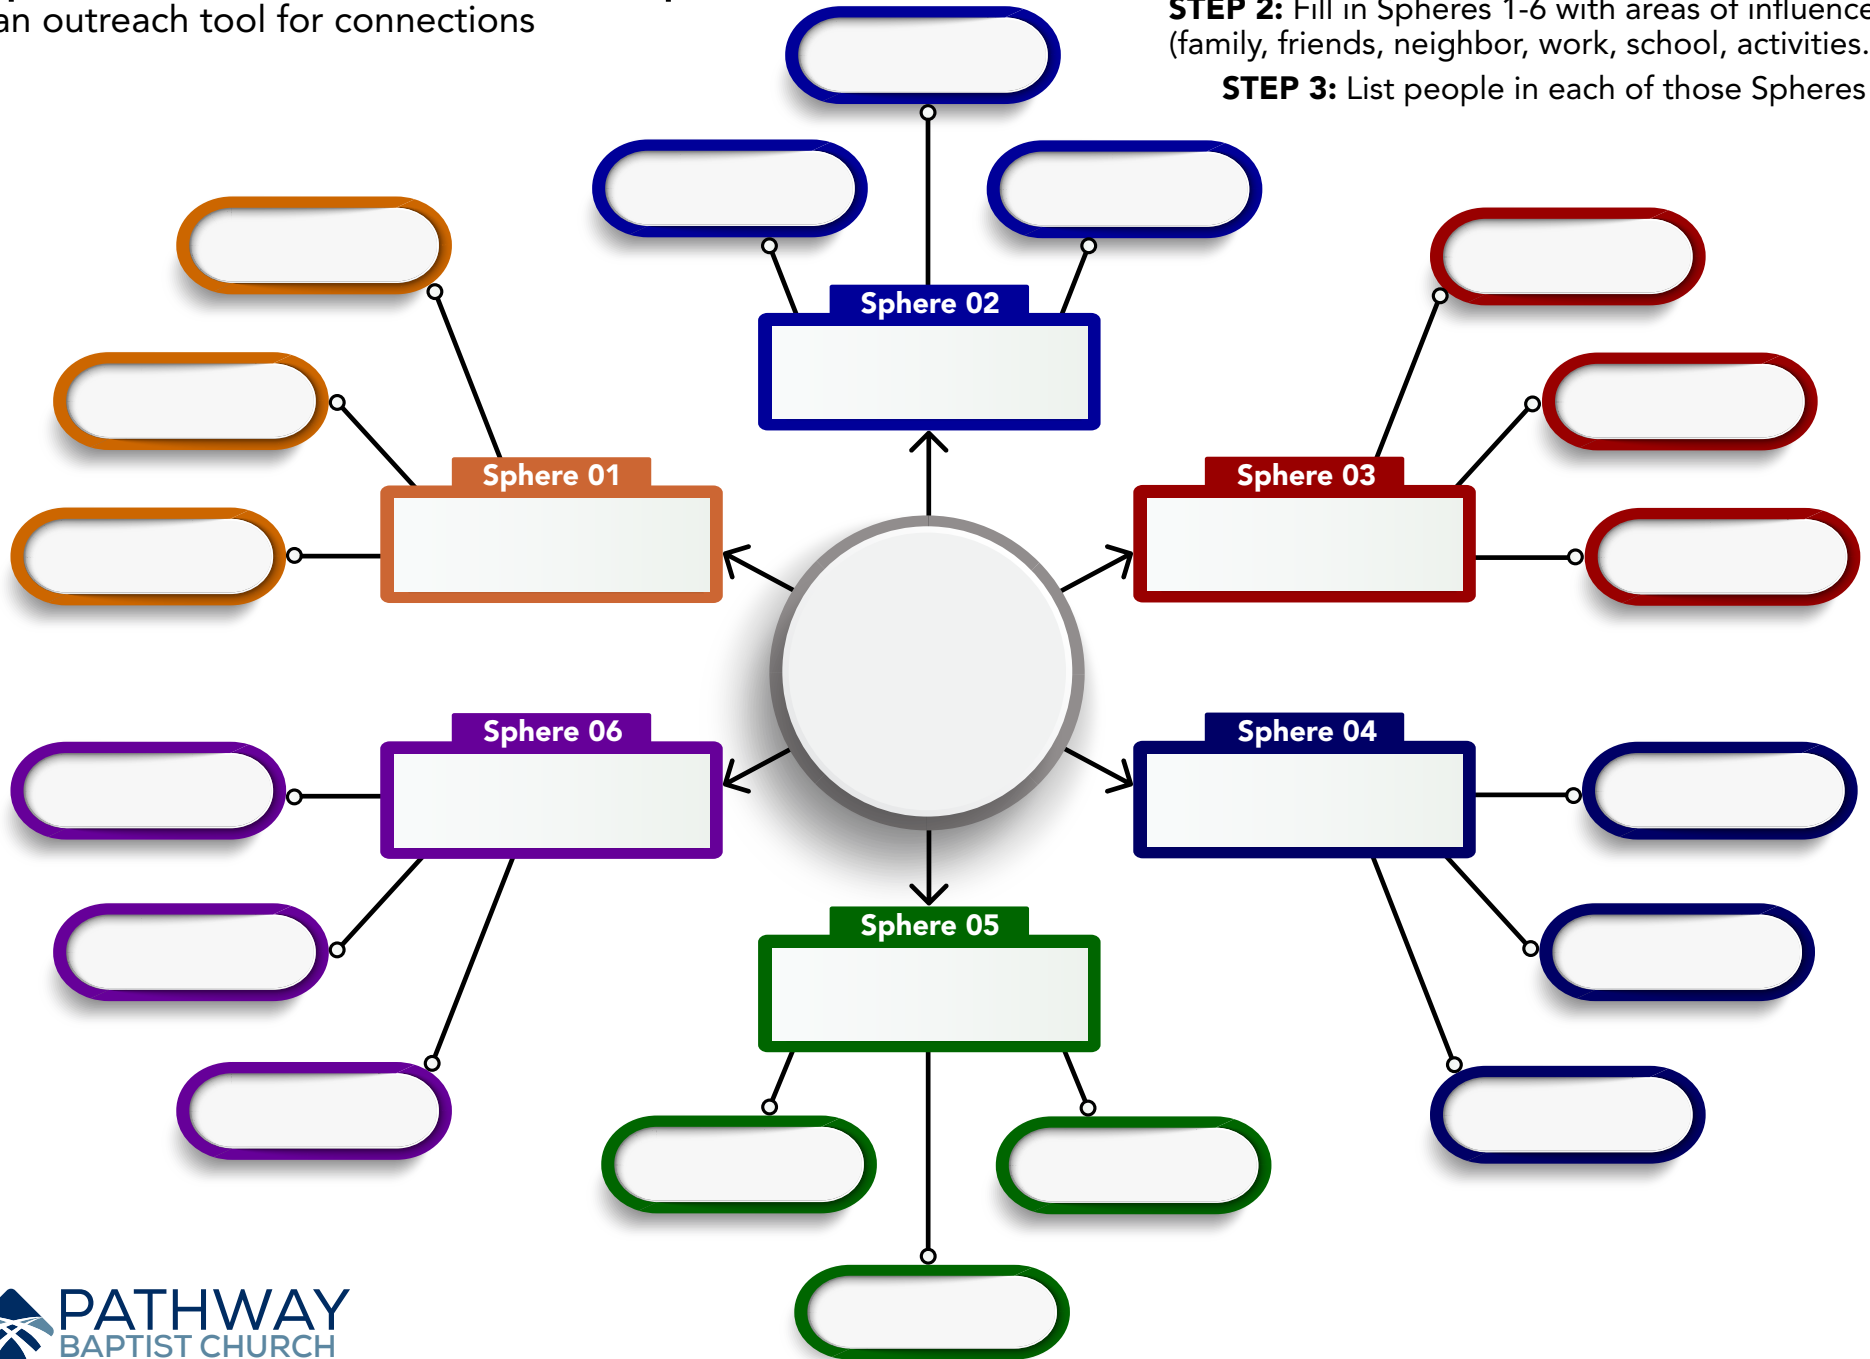 an outreach tool for connections
STEP 2: Fill in Spheres 1-6 with areas of influence
(family, friends, neighbor, work, school, activities.
STEP 3: List people in each of those Spheres
Sphere 02
Sphere 01
Sphere 03
Sphere 06
Sphere 04
Sphere 05
PATHWAY
BAPTIST CHURCH